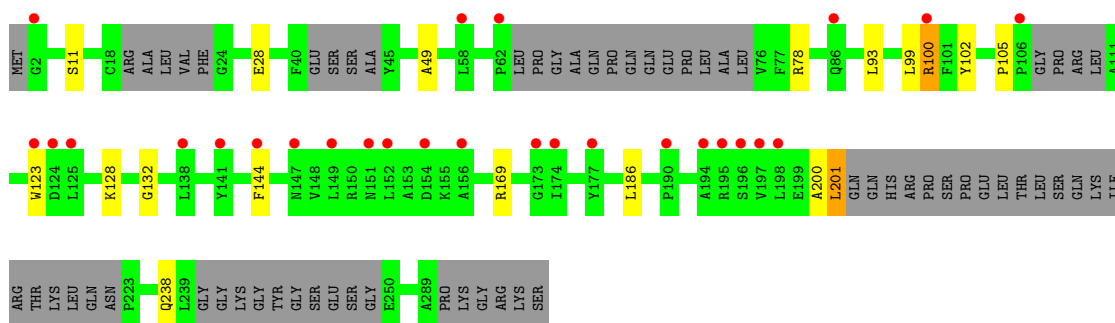 MET G2 S11 C18 ARG ALA LEU VAL PHE G24 E28 F40 GLU SER SER ALA Y45 A49 L58 P62 LEU PRO GLY ALA GLN PRO GLN GLN GLU PRO LEU ALA LEU V76 F77 R78 Q86 L93 L99 R100 F101 Y102 P105 P106 GLY PRO ARG LEU A111
W123 D124 L125 K128 G132 L138 Y141 F144 N147 V148 L149 R150 N151 L152 A153 D154 K155 A156 R169 G173 I174 Y177 L186 P190 A194 R195 S196 V197 L198 E199 A200 L201 GLN GLN HIS ARG PRO SER PRO GLU LEU THR LEU SER GLN LYS ILE
ARG THR LYS LEU GLN ASN P223 Q238 L239 GLY GLY LYS GLY TYR GLY SER GLU SER GLY E250 A289 PRO LYS GLY ARG LYS SER